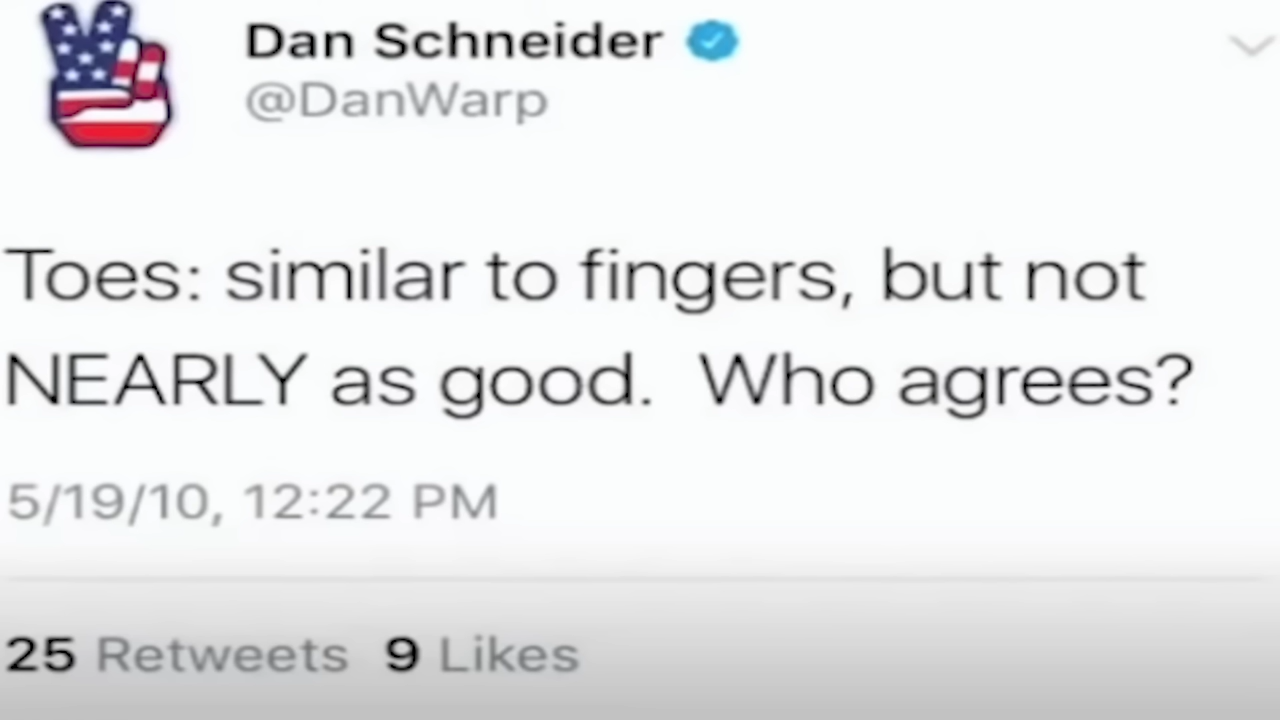 Dan Schneider
@DanWarp
Toes: similar to fingers, but not
NEARLY as good.  Who agrees?
5/19/10, 12:22 PM
25 Retweets 9 Likes